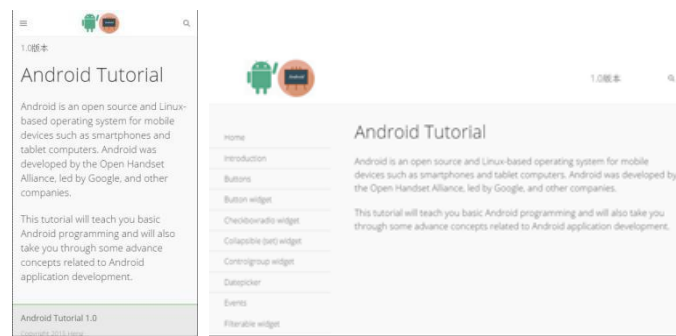 1.0版本
Android Tutorial
Android is an open source and Linux-
based operating system for mobile
devices such as smartphones and
tablet computers. Android was
developed by the Open Handset
Alliance, led by Google, and other
companies.
This tutorial will teach you basic
Android programming and will also
take you through some advance
concepts related to Android
application development.
Android Tutorial 1.0
Copyright 2015
Android
1.0版本
Home
Introduction
Buttons
Button widget
Checkboxradio widget
Collapsible (set) widget
Controlgroup widget
Datepicker
Events
Filterable widget
Android Tutorial
Android is an open source and Linux-based operating system for mobile
devices such as smartphones and tablet computers. Android was developed by
the Open Handset Alliance, led by Google, and other companies.
This tutorial will teach you basic Android programming and will also take you
through some advance concepts related to Android application development.